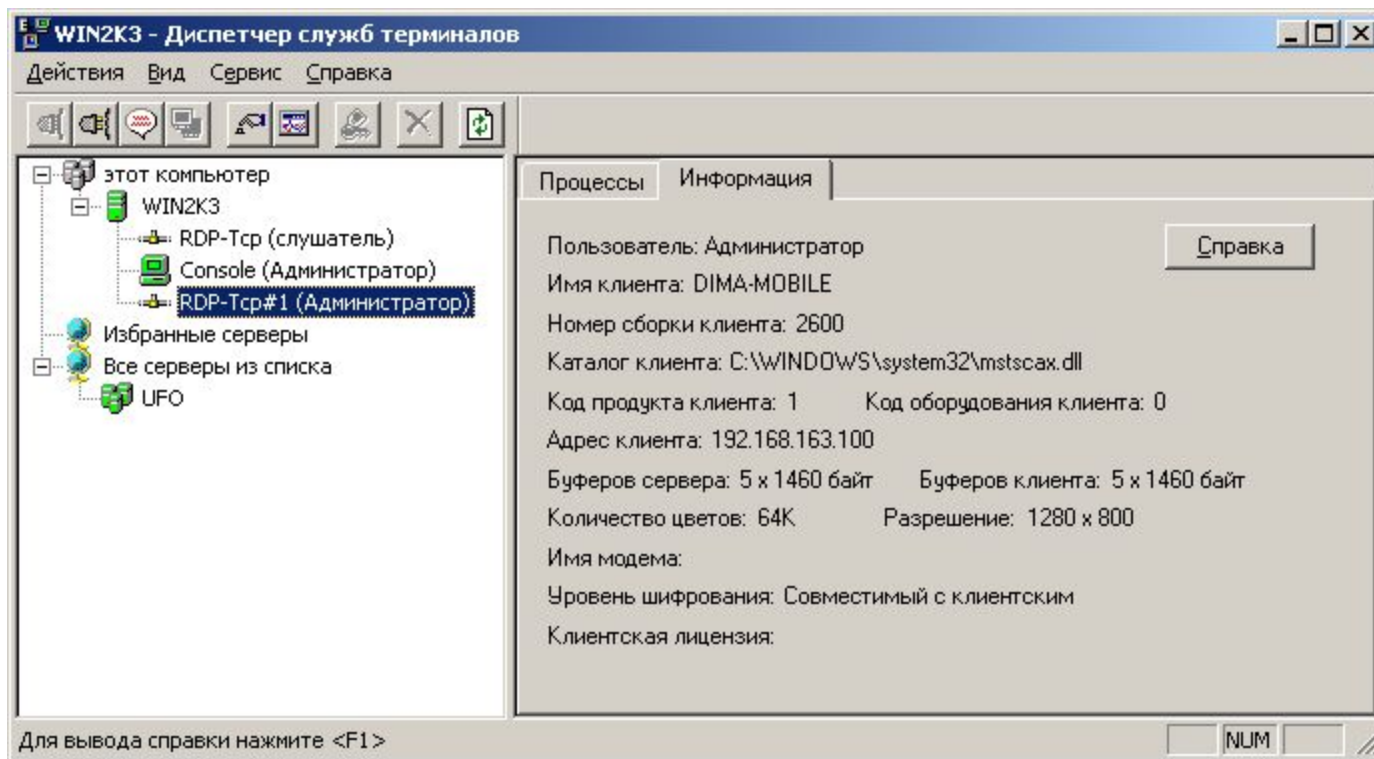 WIN2K3 - Диспетчер служб терминалов
Действия Вид Сервис Справка
этот компьютер
WIN2K3
RDP-Tcp (слушатель)
Console (Администратор)
RDP-Tcp#1 (Администратор)
Избранные серверы
Все серверы из списка
UFO
Процессы Информация
Пользователь: Администратор
Справка
Имя клиента: DIMA-MOBILE
Номер сборки клиента: 2600
Каталог клиента: C:\WINDOWS\system32\mstscax.dll
Код продукта клиента: 1 Код оборудования клиента: 0
Адрес клиента: 192.168.163.100
Буферов сервера: 5 x 1460 байт Буферов клиента: 5 x 1460 байт
Количество цветов: 64K Разрешение: 1280 x 800
Имя модема:
Уровень шифрования: Совместимый с клиентским
Клиентская лицензия:
Для вывода справки нажмите <F1>
NUM